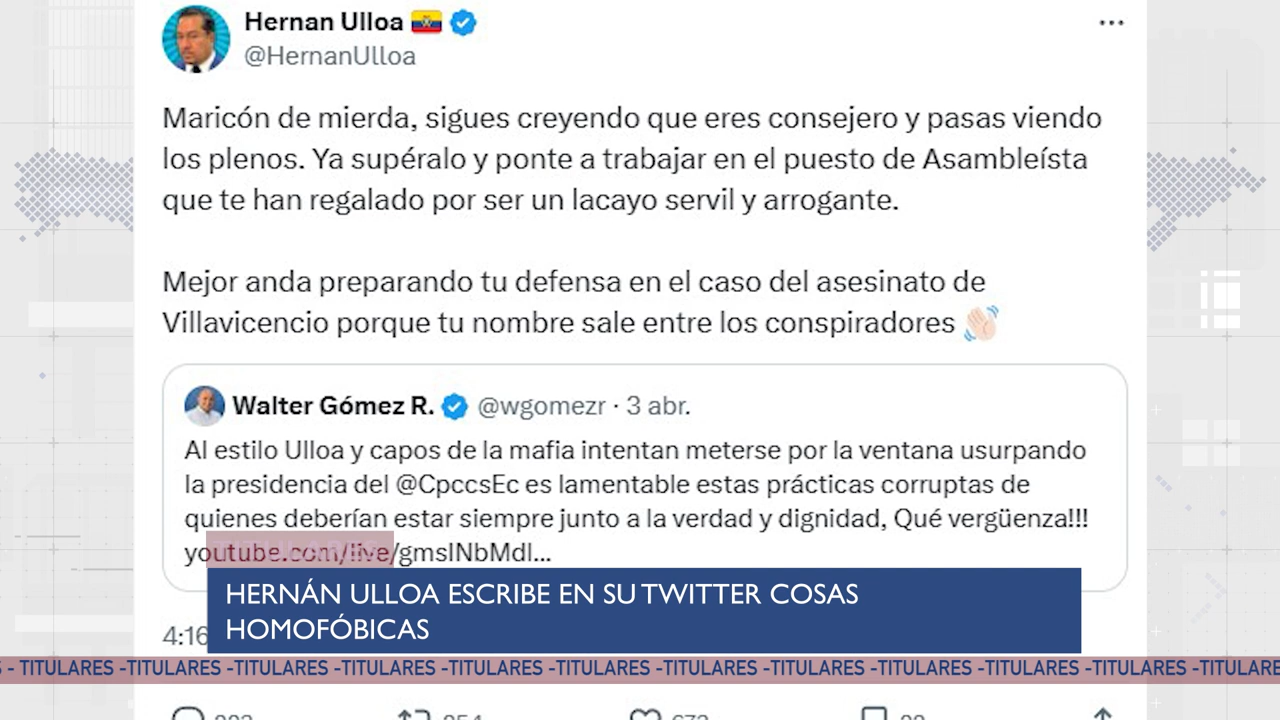 Hernan Ulloa
@HernanUlloa
Maricón de mierda, sigues creyendo que eres consejero y pasas viendo
los plenos. Ya supéralo y ponte a trabajar en el puesto de Asambleísta
que te han regalado por ser un lacayo servil y arrogante.
Mejor anda preparando tu defensa en el caso del asesinato de
Villavicencio porque tu nombre sale entre los conspiradores 👋🏻
Walter Gómez R. @wgomezr · 3 abr.
Al estilo Ulloa y capos de la mafia intentan meterse por la ventana usurpando
la presidencia del @CpccsEc es lamentable estas prácticas corruptas de
quienes deberían estar siempre junto a la verdad y dignidad, Qué vergüenza!!!
youtube.com/live/gmsINbMdI...
TITULARES
HERNÁN ULLOA ESCRIBE EN SU TWITTER COSAS
HOMOFÓBICAS
4:16
- TITULARES -TITULARES -TITULARES -TITULARES -TITULARES -TITULARES -TITULARES -TITULARES -TITULARES -TITULARES -TITULARES -TITULARE